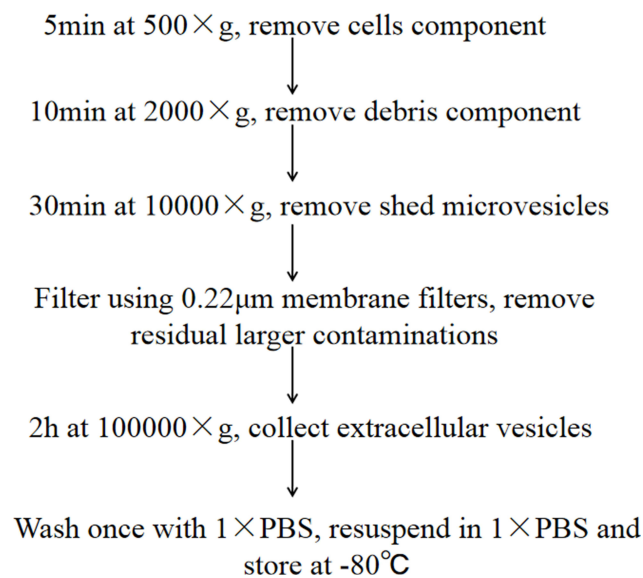 5min at 500×g, remove cells component
10min at 2000×g, remove debris component
30min at 10000×g, remove shed microvesicles
Filter using 0.22μm membrane filters, remove
residual larger contaminations
2h at 100000×g, collect extracellular vesicles
Wash once with 1×PBS, resuspend in 1×PBS and
store at -80℃